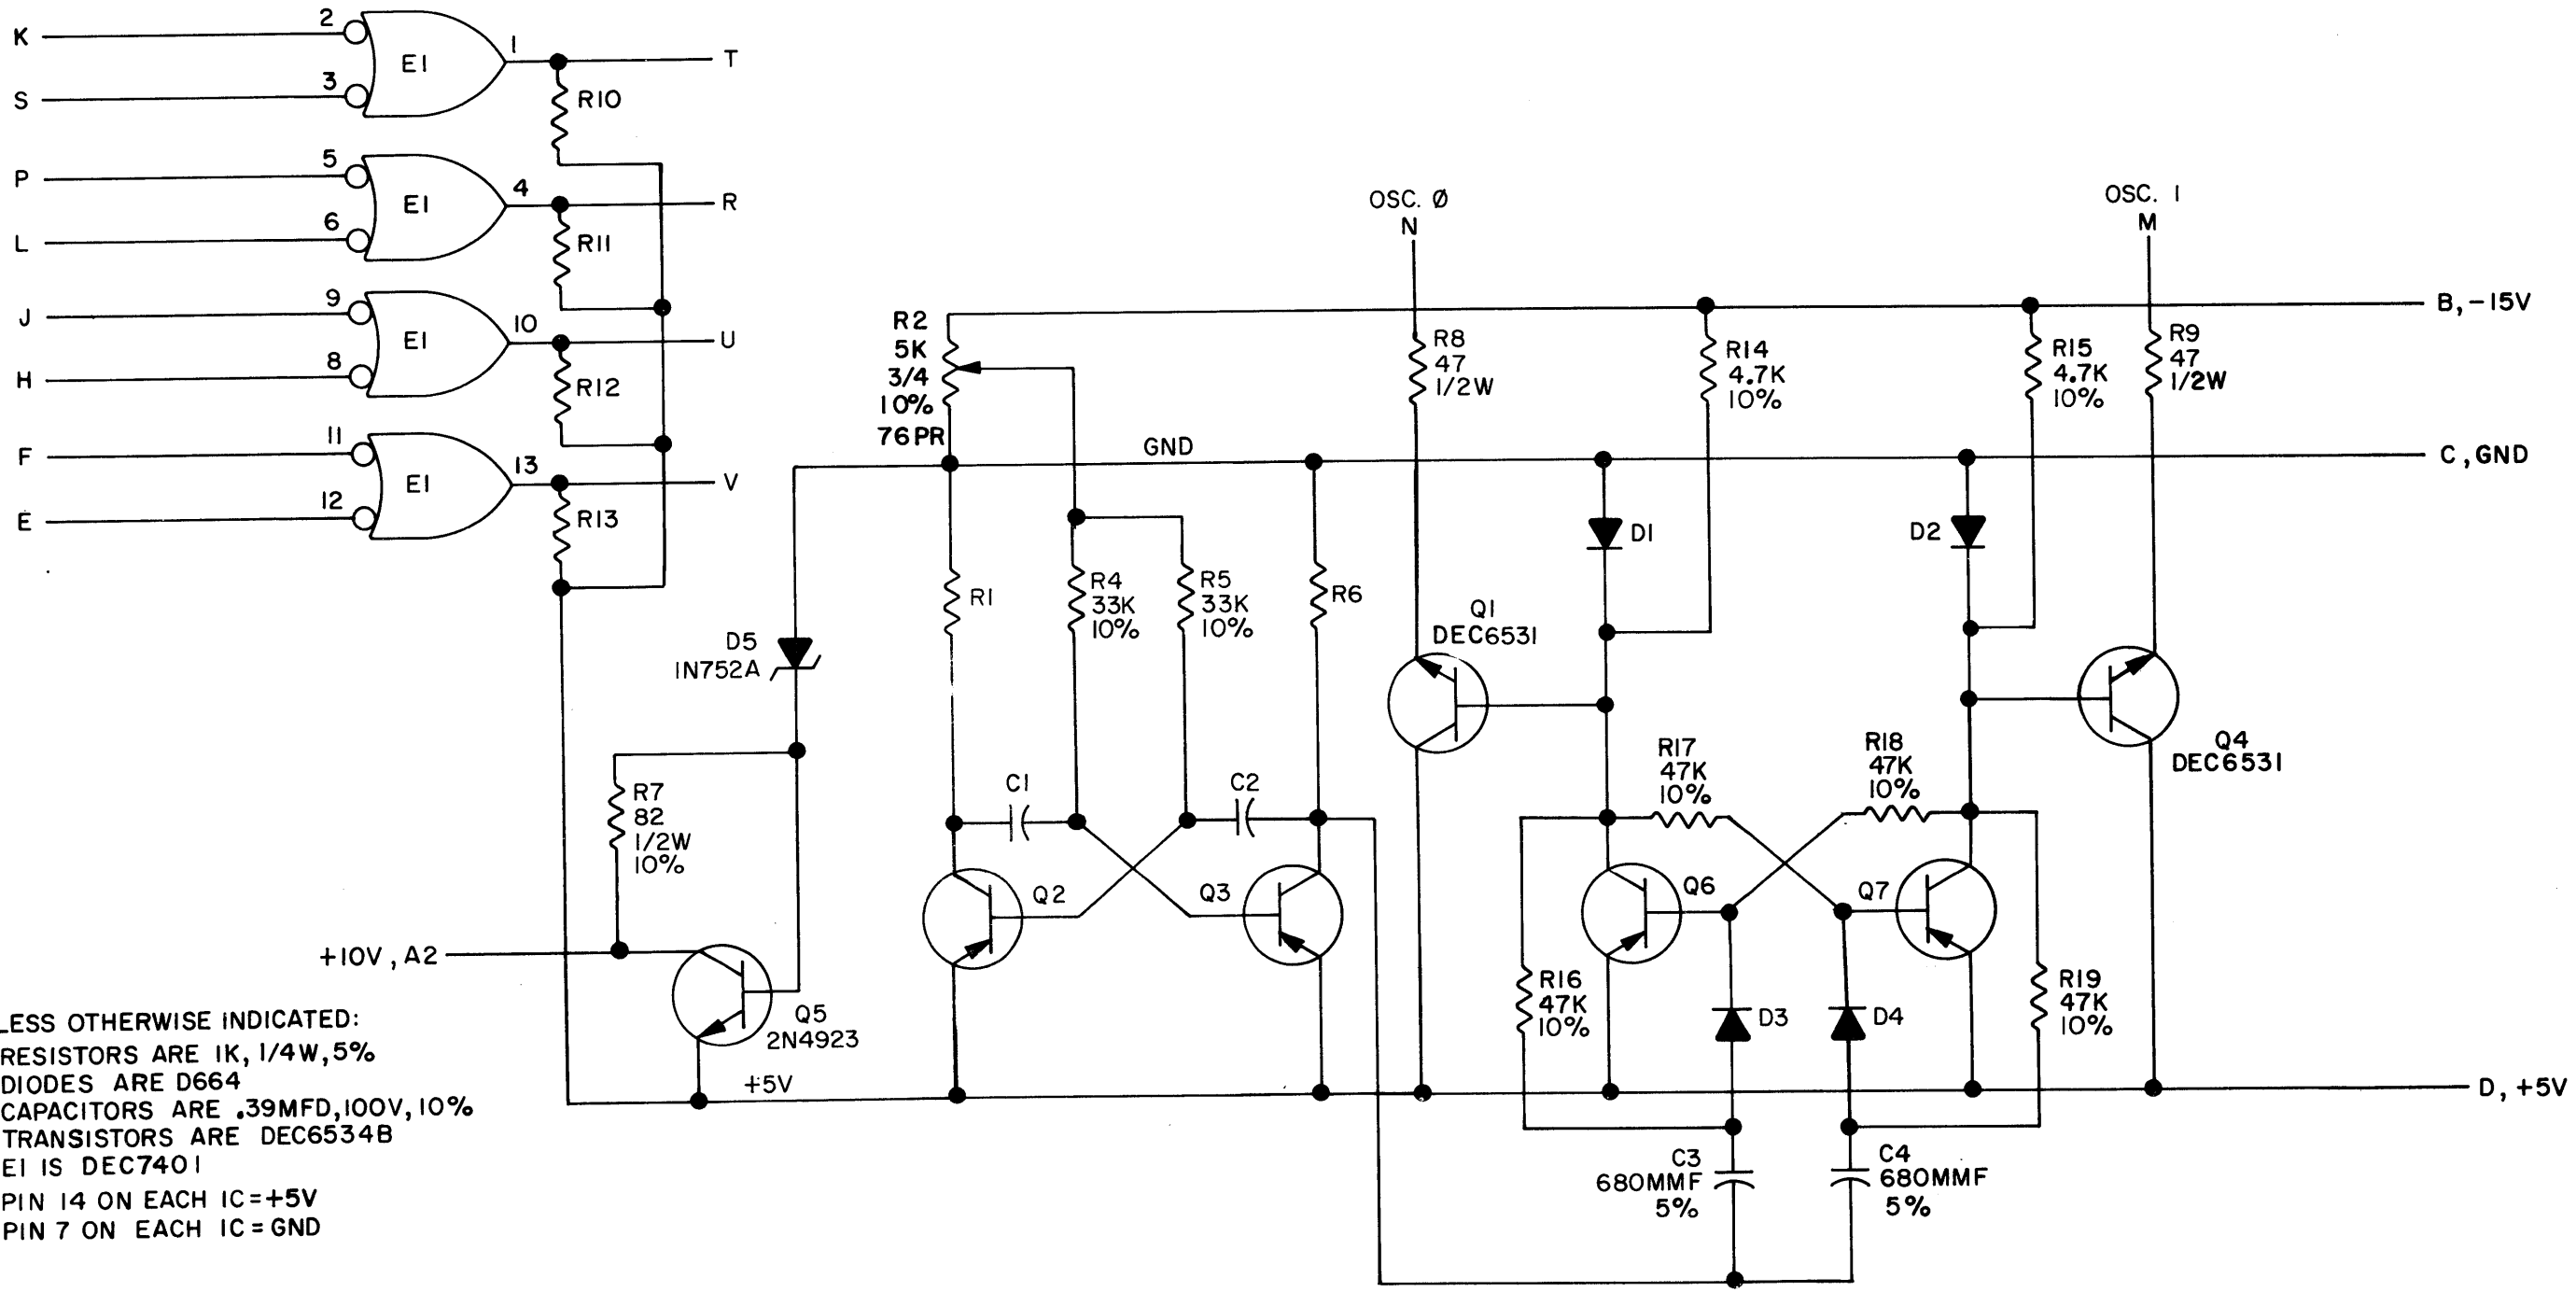 K
2
E1
1
T
S
3
R10
P
5
E1
4
R
L
6
R11
J
9
E1
10
U
H
8
R12
F
11
E1
13
V
E
12
R13
OSC. Ø
N
OSC. 1
M
B, -15V
R2
5K
3/4
10%
76PR
R8
47
1/2W
R14
4.7K
10%
R15
4.7K
10%
R9
47
1/2W
GND
C, GND
D1
D2
R1
R4
33K
10%
R5
33K
10%
R6
Q1
DEC6531
D5
1N752A
Q4
DEC6531
R7
82
1/2W
10%
C1
C2
R17
47K
10%
R18
47K
10%
Q2
Q3
Q6
Q7
+10V, A2
R16
47K
10%
D3
D4
R19
47K
10%
Q5
2N4923
+5V
D, +5V
C3
680MMF
5%
C4
680MMF
5%
LESS OTHERWISE INDICATED:
RESISTORS ARE 1K, 1/4W, 5%
DIODES ARE D664
CAPACITORS ARE .39MFD, 100V, 10%
TRANSISTORS ARE DEC6534B
E1 IS DEC7401
PIN 14 ON EACH IC=+5V
PIN 7 ON EACH IC=GND